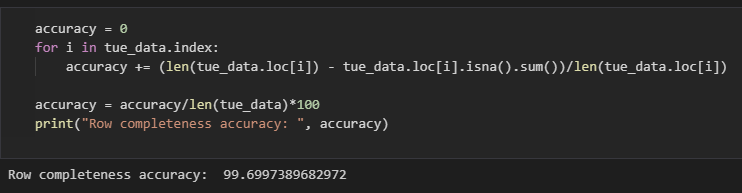 accuracy = 0
for i in tue_data.index:
    accuracy += (len(tue_data.loc[i]) - tue_data.loc[i].isna().sum())/len(tue_data.loc[i])
accuracy = accuracy/len(tue_data)*100
print("Row completeness accuracy: ", accuracy)
Row completeness accuracy:  99.6997389682972